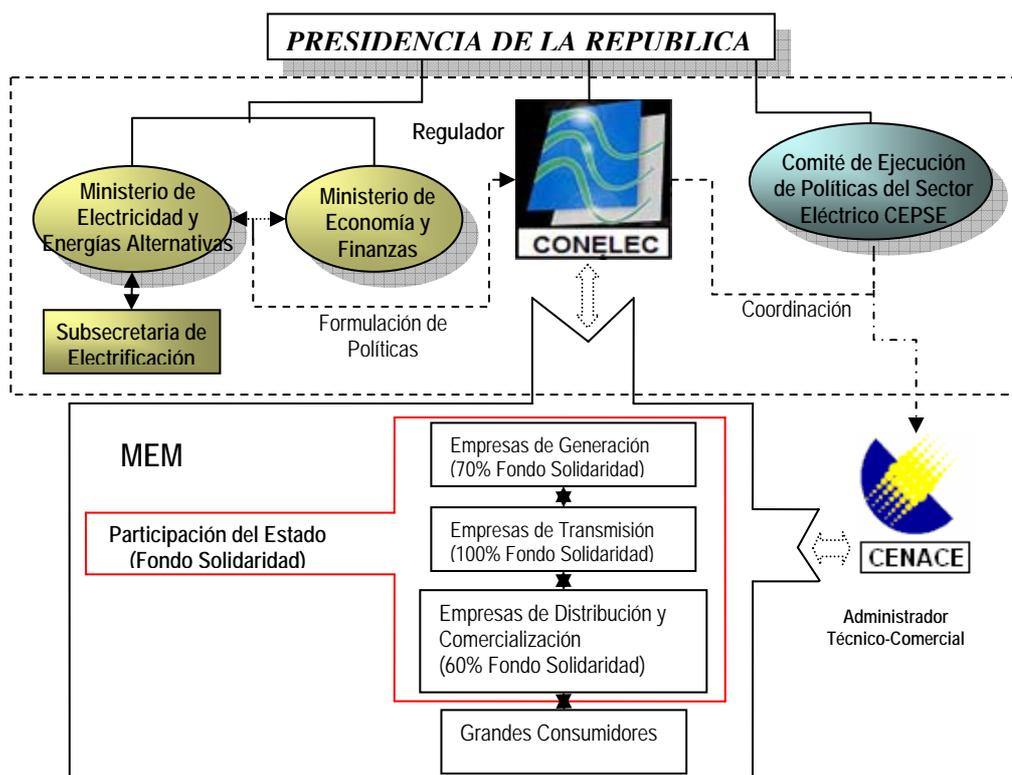 PRESIDENCIA DE LA REPUBLICA
Regulador
CONELEC
Ministerio de
Electricidad y
Energías Alternativas
Ministerio de
Economía y
Finanzas
Comité de Ejecución
de Políticas del Sector
Eléctrico CEPSE
Subsecretaria de
Electrificación
Formulación de
Políticas
Coordinación
MEM
Empresas de Generación
(70% Fondo Solidaridad)
Participación del Estado
(Fondo Solidaridad)
Empresas de Transmisión
(100% Fondo Solidaridad)
Empresas de Distribución y
Comercialización
(60% Fondo Solidaridad)
Grandes Consumidores
CENACE
Administrador
Técnico-Comercial